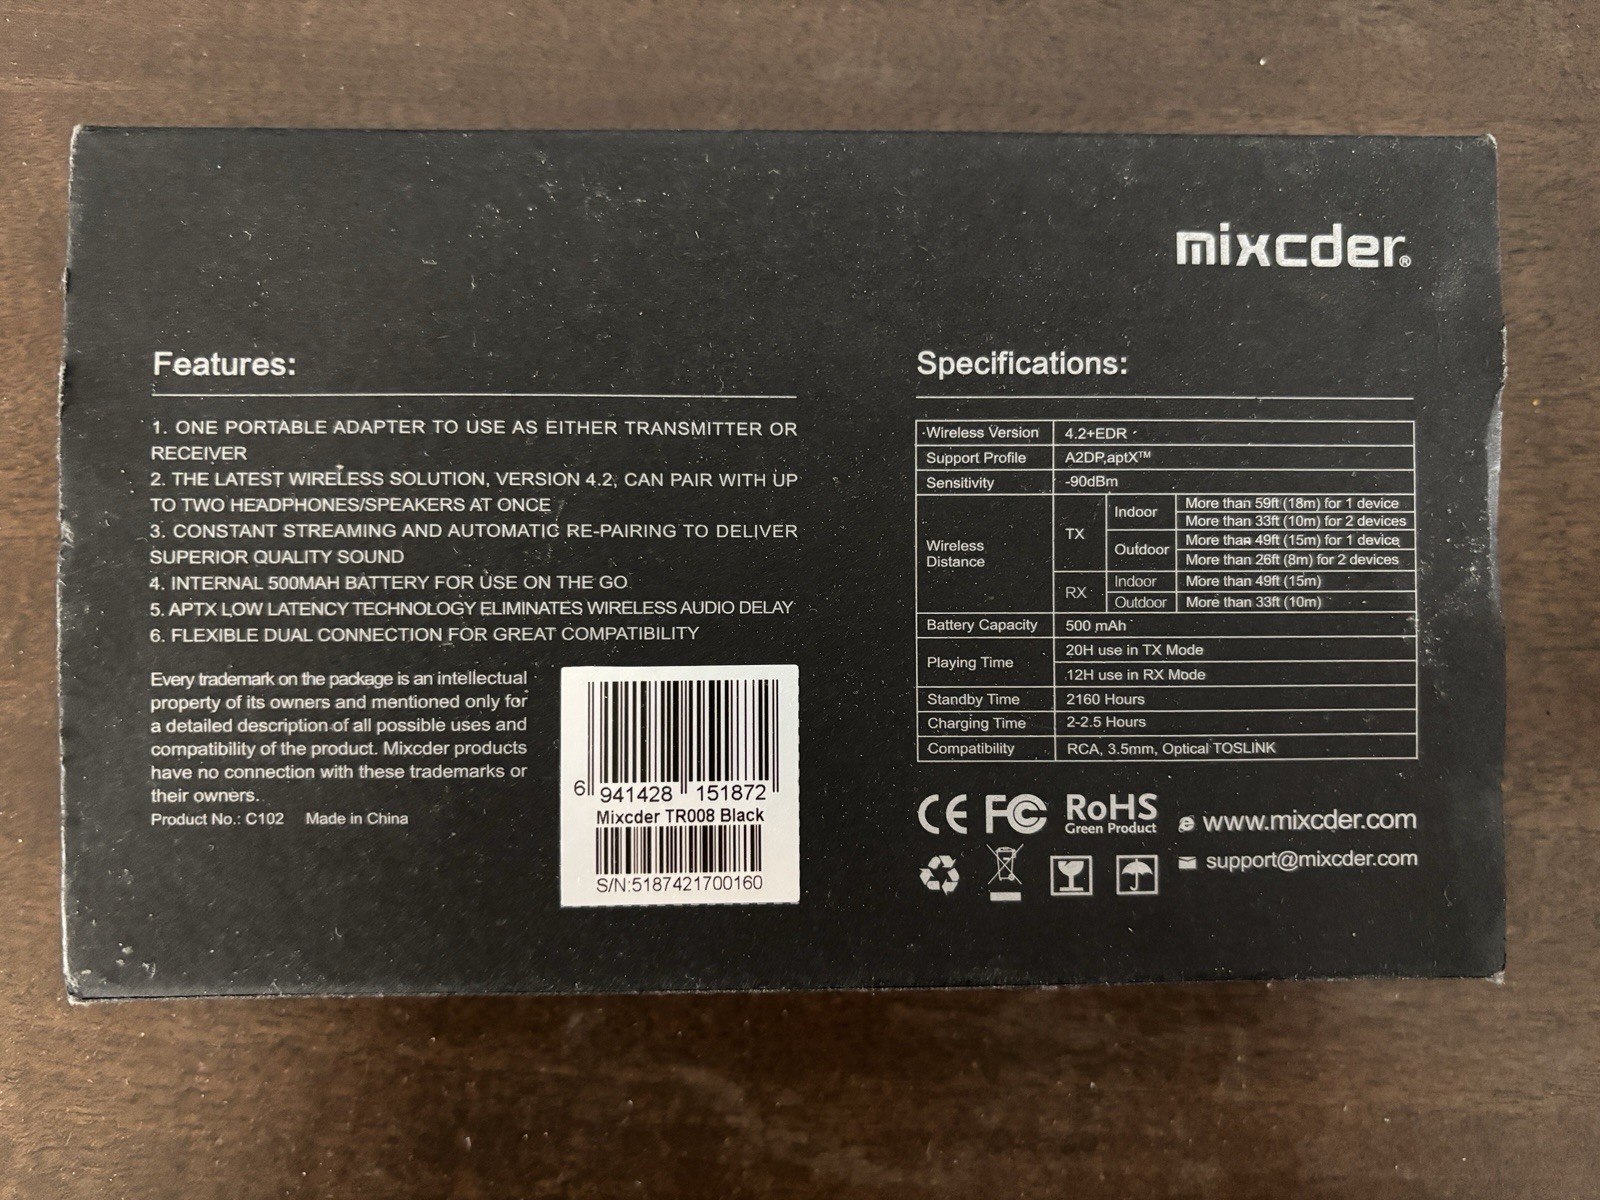 mixcder®
Features:
1. ONE PORTABLE ADAPTER TO USE AS EITHER TRANSMITTER OR
RECEIVER
2. THE LATEST WIRELESS SOLUTION, VERSION 4.2, CAN PAIR WITH UP
TO TWO HEADPHONES/SPEAKERS AT ONCE
3. CONSTANT STREAMING AND AUTOMATIC RE-PAIRING TO DELIVER
SUPERIOR QUALITY SOUND
4. INTERNAL 500MAH BATTERY FOR USE ON THE GO
5. APTX LOW LATENCY TECHNOLOGY ELIMINATES WIRELESS AUDIO DELAY
6. FLEXIBLE DUAL CONNECTION FOR GREAT COMPATIBILITY
Every trademark on the package is an intellectual
property of its owners and mentioned only for
a detailed description of all possible uses and
compatibility of the product. Mixcder products
have no connection with these trademarks or
their owners.
Product No.: C102 Made in China
6 941428 151872
Mixcder TR008 Black
S/N:5187421700160
Specifications:
Wireless Version 4.2+EDR
Support Profile A2DP,aptX™
Sensitivity -90dBm
Wireless Distance
TX
Indoor
More than 59ft (18m) for 1 device
More than 33ft (10m) for 2 devices
Outdoor
More than 49ft (15m) for 1 device
More than 26ft (8m) for 2 devices
RX
Indoor More than 49ft (15m)
Outdoor More than 33ft (10m)
Battery Capacity 500 mAh
Playing Time
20H use in TX Mode
12H use in RX Mode
Standby Time 2160 Hours
Charging Time 2-2.5 Hours
Compatibility RCA, 3.5mm, Optical TOSLINK
CE FC RoHS
Green Product
www.mixcder.com
support@mixcder.com